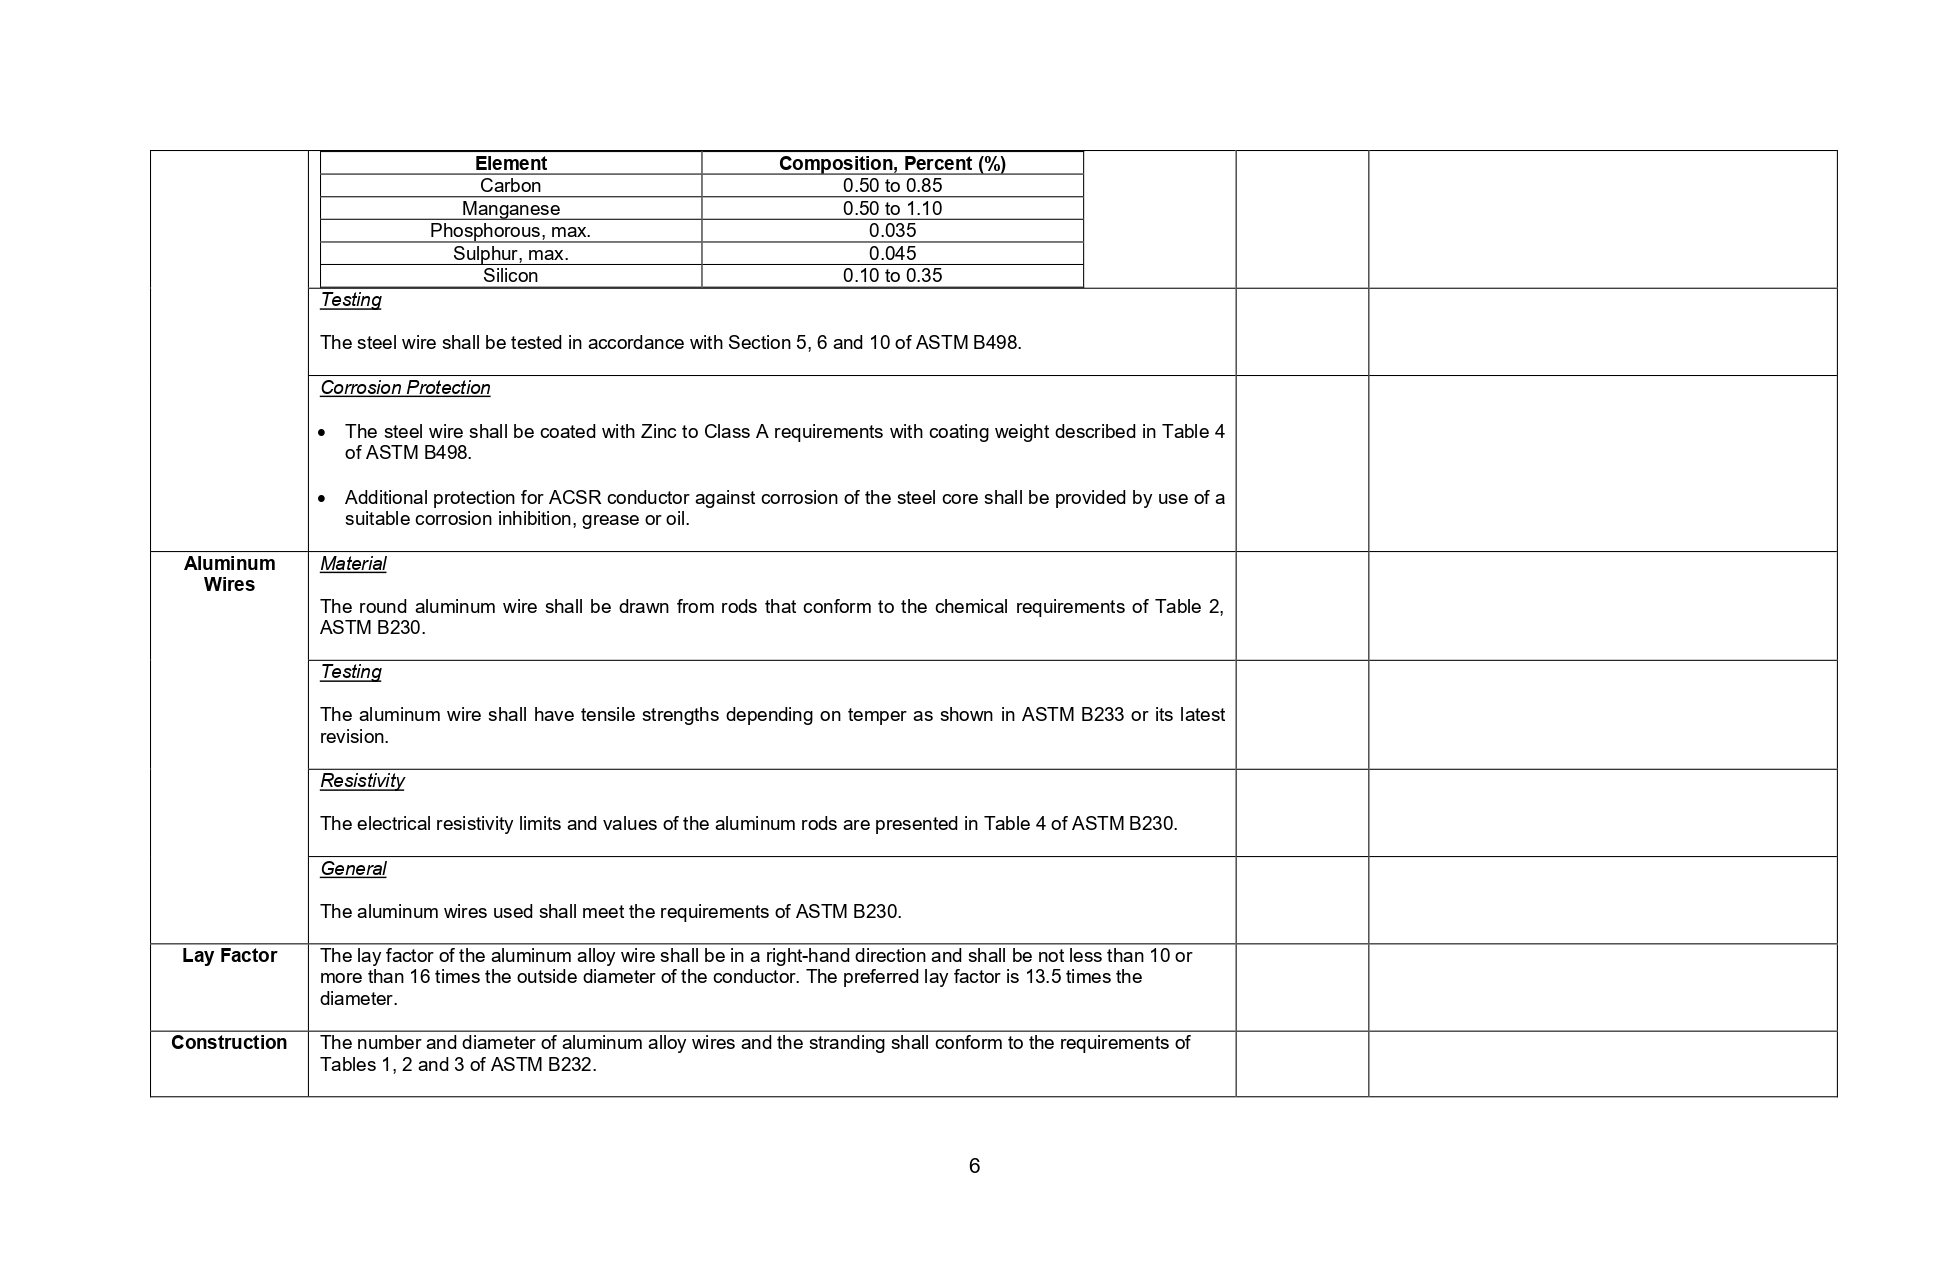 Element Composition, Percent (%)
Carbon 0.50 to 0.85
Manganese 0.50 to 1.10
Phosphorous, max. 0.035
Sulphur, max. 0.045
Silicon 0.10 to 0.35
Testing
The steel wire shall be tested in accordance with Section 5, 6 and 10 of ASTM B498.
Corrosion Protection
• The steel wire shall be coated with Zinc to Class A requirements with coating weight described in Table 4
of ASTM B498.
• Additional protection for ACSR conductor against corrosion of the steel core shall be provided by use of a
suitable corrosion inhibition, grease or oil.
Aluminum
Wires
Material
The round aluminum wire shall be drawn from rods that conform to the chemical requirements of Table 2,
ASTM B230.
Testing
The aluminum wire shall have tensile strengths depending on temper as shown in ASTM B233 or its latest
revision.
Resistivity
The electrical resistivity limits and values of the aluminum rods are presented in Table 4 of ASTM B230.
General
The aluminum wires used shall meet the requirements of ASTM B230.
Lay Factor
The lay factor of the aluminum alloy wire shall be in a right-hand direction and shall be not less than 10 or
more than 16 times the outside diameter of the conductor. The preferred lay factor is 13.5 times the
diameter.
Construction
The number and diameter of aluminum alloy wires and the stranding shall conform to the requirements of
Tables 1, 2 and 3 of ASTM B232.
6